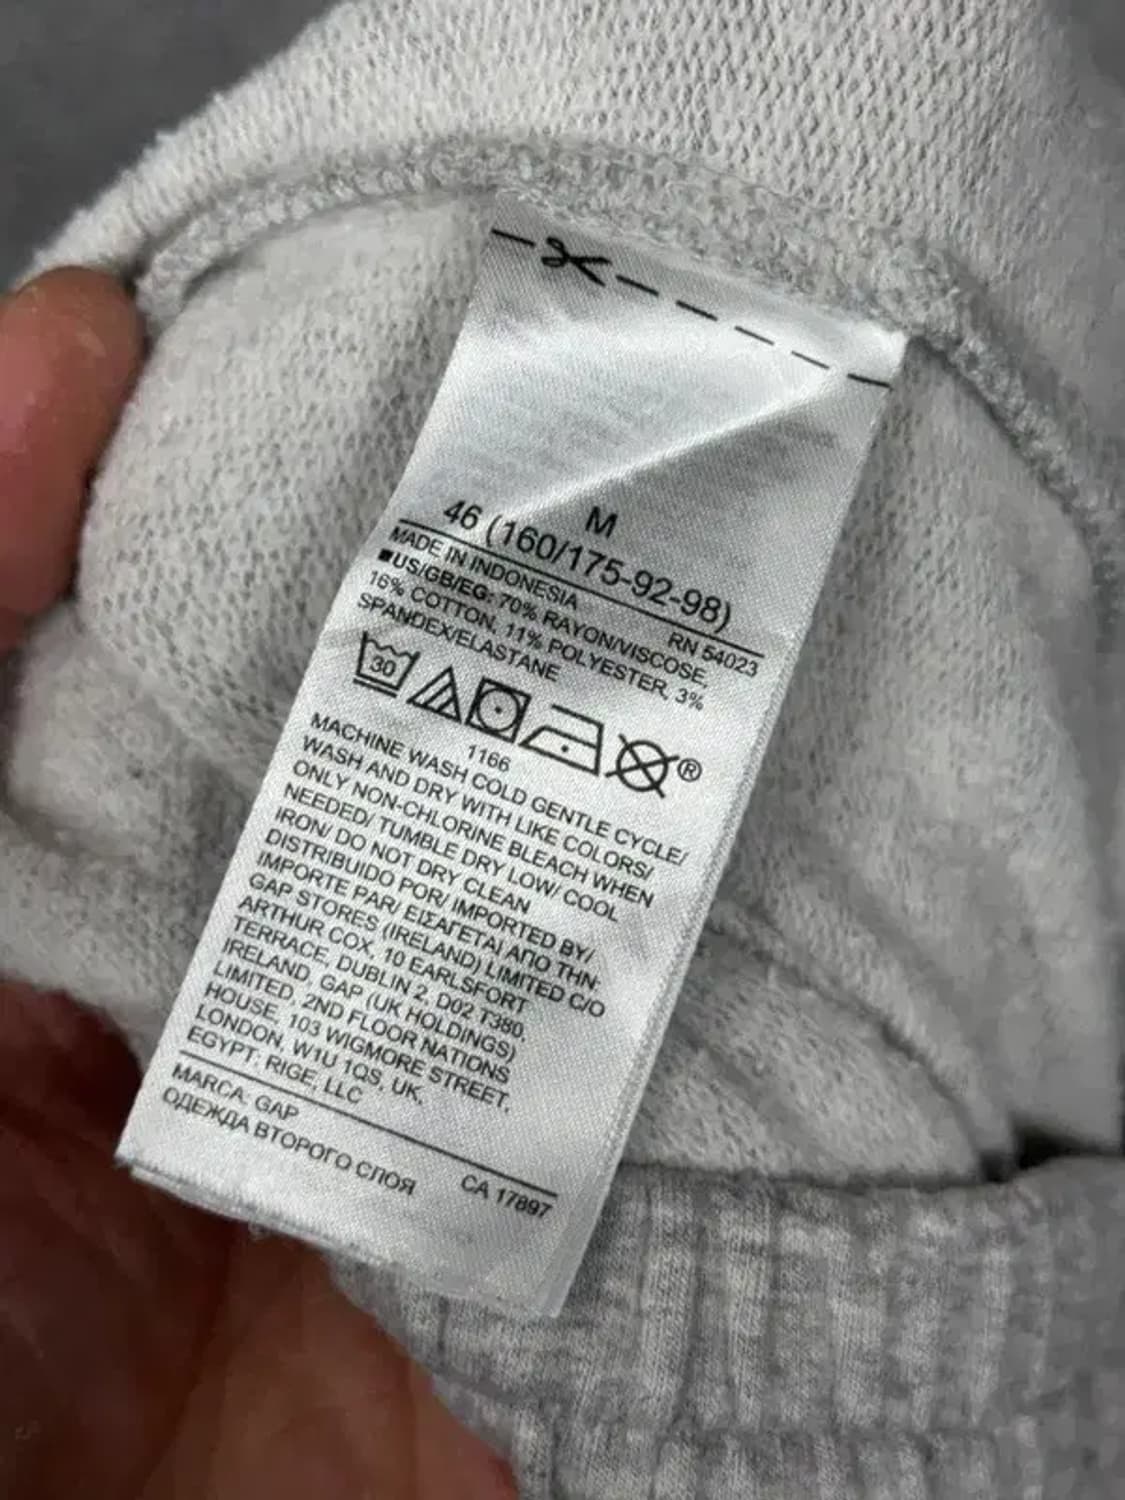 M
46 (160/175-92-98)
MADE IN INDONESIA
RN 54023
■US/GB/EG: 70% RAYON/VISCOSE,
16% COTTON, 11% POLYESTER, 3%
SPANDEX/ELASTANE
30
®
1166
MACHINE WASH COLD GENTLE CYCLE/
WASH AND DRY WITH LIKE COLORS/
ONLY NON-CHLORINE BLEACH WHEN
NEEDED/ TUMBLE DRY LOW/ COOL
IRON/ DO NOT DRY CLEAN
DISTRIBUIDO POR/ IMPORTED BY/
IMPORTE PAR/ ΕΙΣΑΓΕΤΑΙ ΑΠΟ ΤΗΝ:
GAP STORES (IRELAND) LIMITED C/O
ARTHUR COX, 10 EARLSFORT
TERRACE, DUBLIN 2, D02 T380,
IRELAND, GAP (UK HOLDINGS)
LIMITED, 2ND FLOOR NATIONS
HOUSE, 103 WIGMORE STREET,
LONDON, W1U 1QS, UK,
EGYPT: RIGE, LLC
MARCA: GAP
ОДЕЖДА ВТОРОГО СЛОЯ
CA 17897